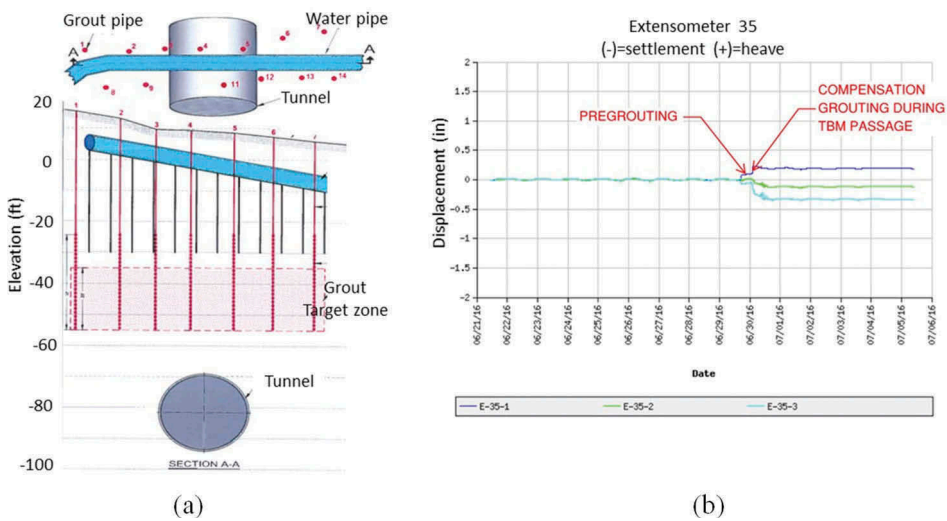 Grout pipe
Water pipe
A
A
1
2
3
4
5
6
7
8
9
11
12
13
14
Tunnel
1
2
3
4
5
6
7
20
0
-20
-40
-60
-80
-100
Elevation (ft)
Grout
Target zone
Tunnel
SECTION A-A
(a)
Extensometer 35
(-)=settlement (+)=heave
PREGROUTING
COMPENSATION
GROUTING DURING
TBM PASSAGE
Displacement (in)
2
1.5
1
0.5
0
-0.5
-1
-1.5
-2
06/21/16
06/22/16
06/23/16
06/24/16
06/25/16
06/26/16
06/27/16
06/28/16
06/29/16
06/30/16
07/01/16
07/02/16
07/03/16
07/04/16
07/05/16
07/06/16
Date
E-35-1
E-35-2
E-35-3
(b)